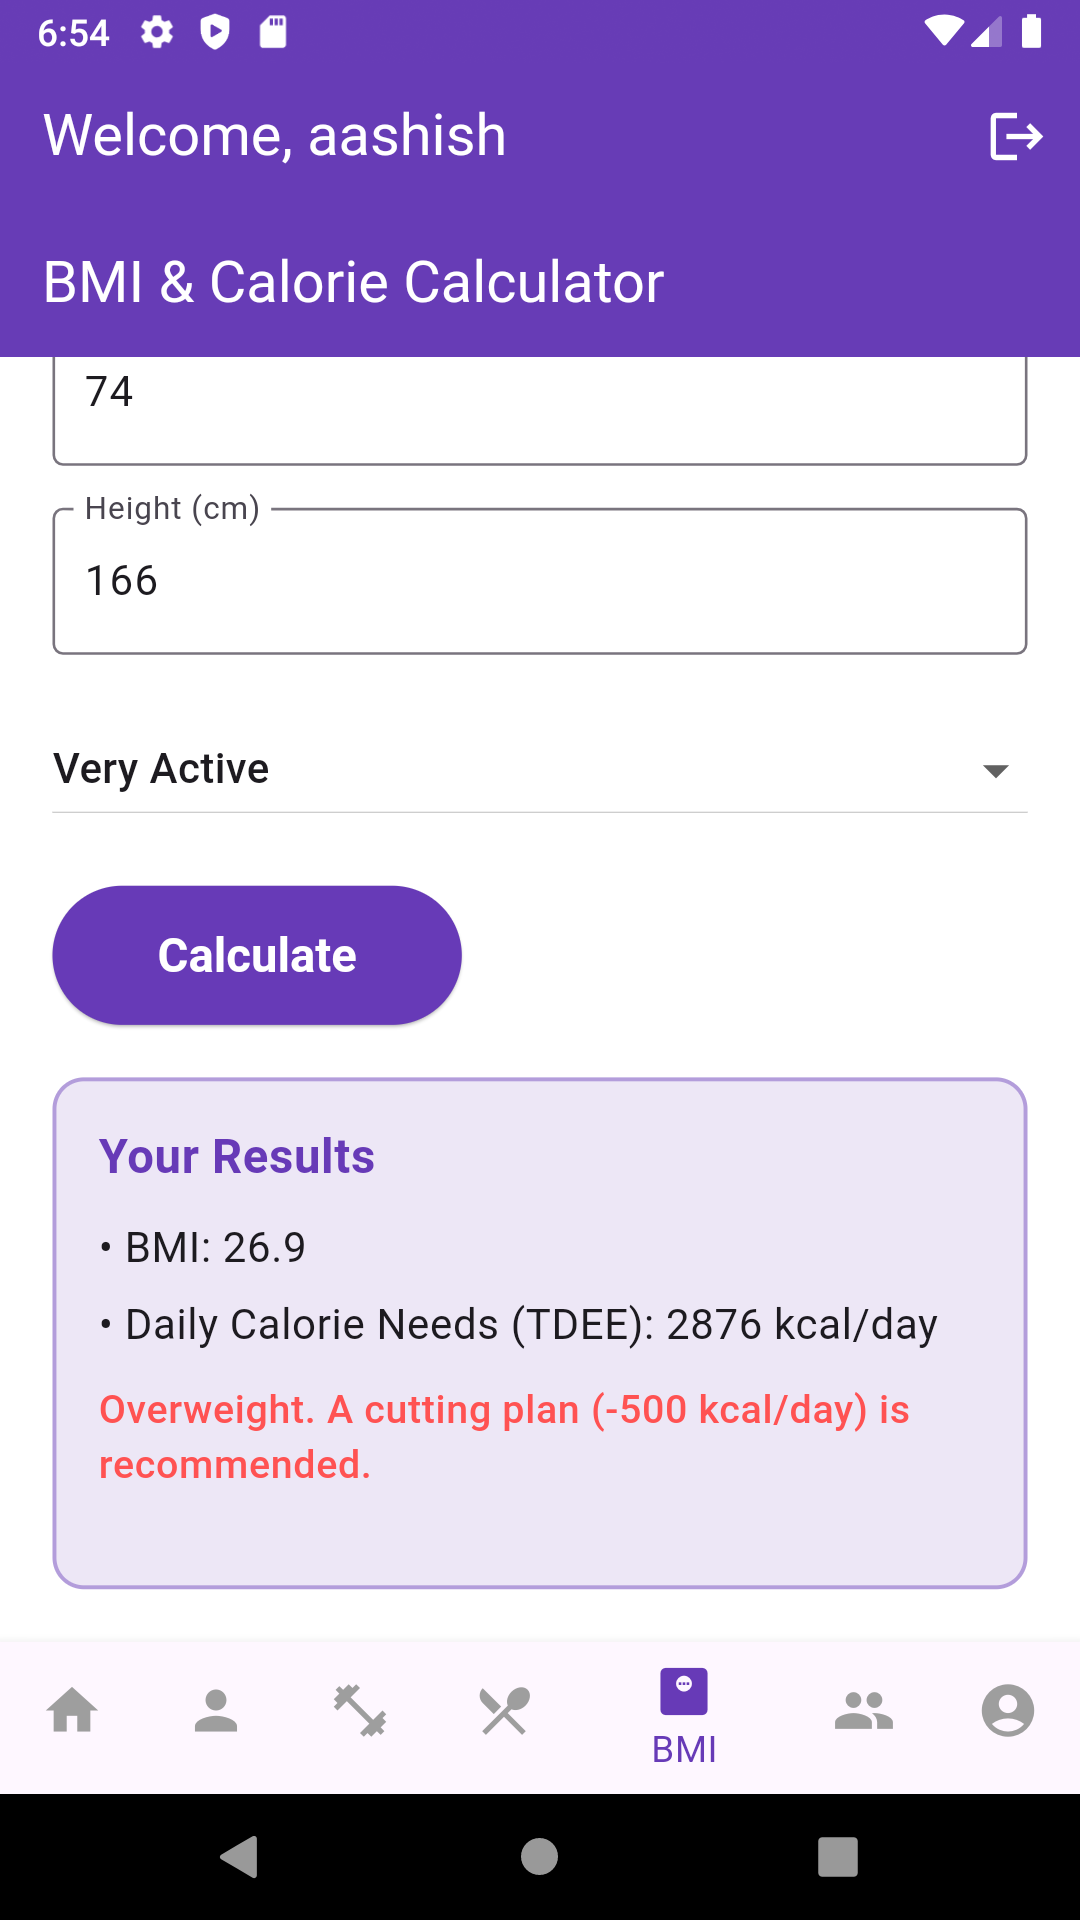 6:54
Welcome, aashish
BMI & Calorie Calculator
74
Height (cm)
166
Very Active
Calculate
Your Results
• BMI: 26.9
• Daily Calorie Needs (TDEE): 2876 kcal/day
Overweight. A cutting plan (-500 kcal/day) is
recommended.
BMI